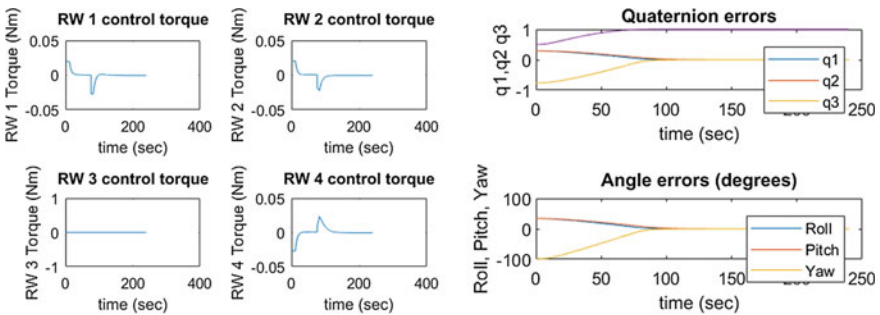 RW 1 control torque
RW 1 Torque (Nm)
0.05
0
-0.05
0
200
400
time (sec)
RW 2 control torque
RW 2 Torque (Nm)
0.05
0
-0.05
0
200
400
time (sec)
RW 3 control torque
RW 3 Torque (Nm)
1
0
-1
0
200
400
time (sec)
RW 4 control torque
RW 4 Torque (Nm)
0.05
0
-0.05
0
200
400
time (sec)
Quaternion errors
q1,q2 q3
1
0
-1
q1
q2
q3
0
50
100
150
200
250
time (sec)
Angle errors (degrees)
Roll, Pitch, Yaw
100
0
-100
Roll
Pitch
Yaw
0
50
100
150
200
250
time (sec)